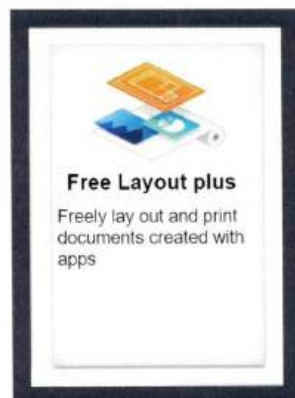 Free Layout plus
Freely lay out and print
documents created with
apps